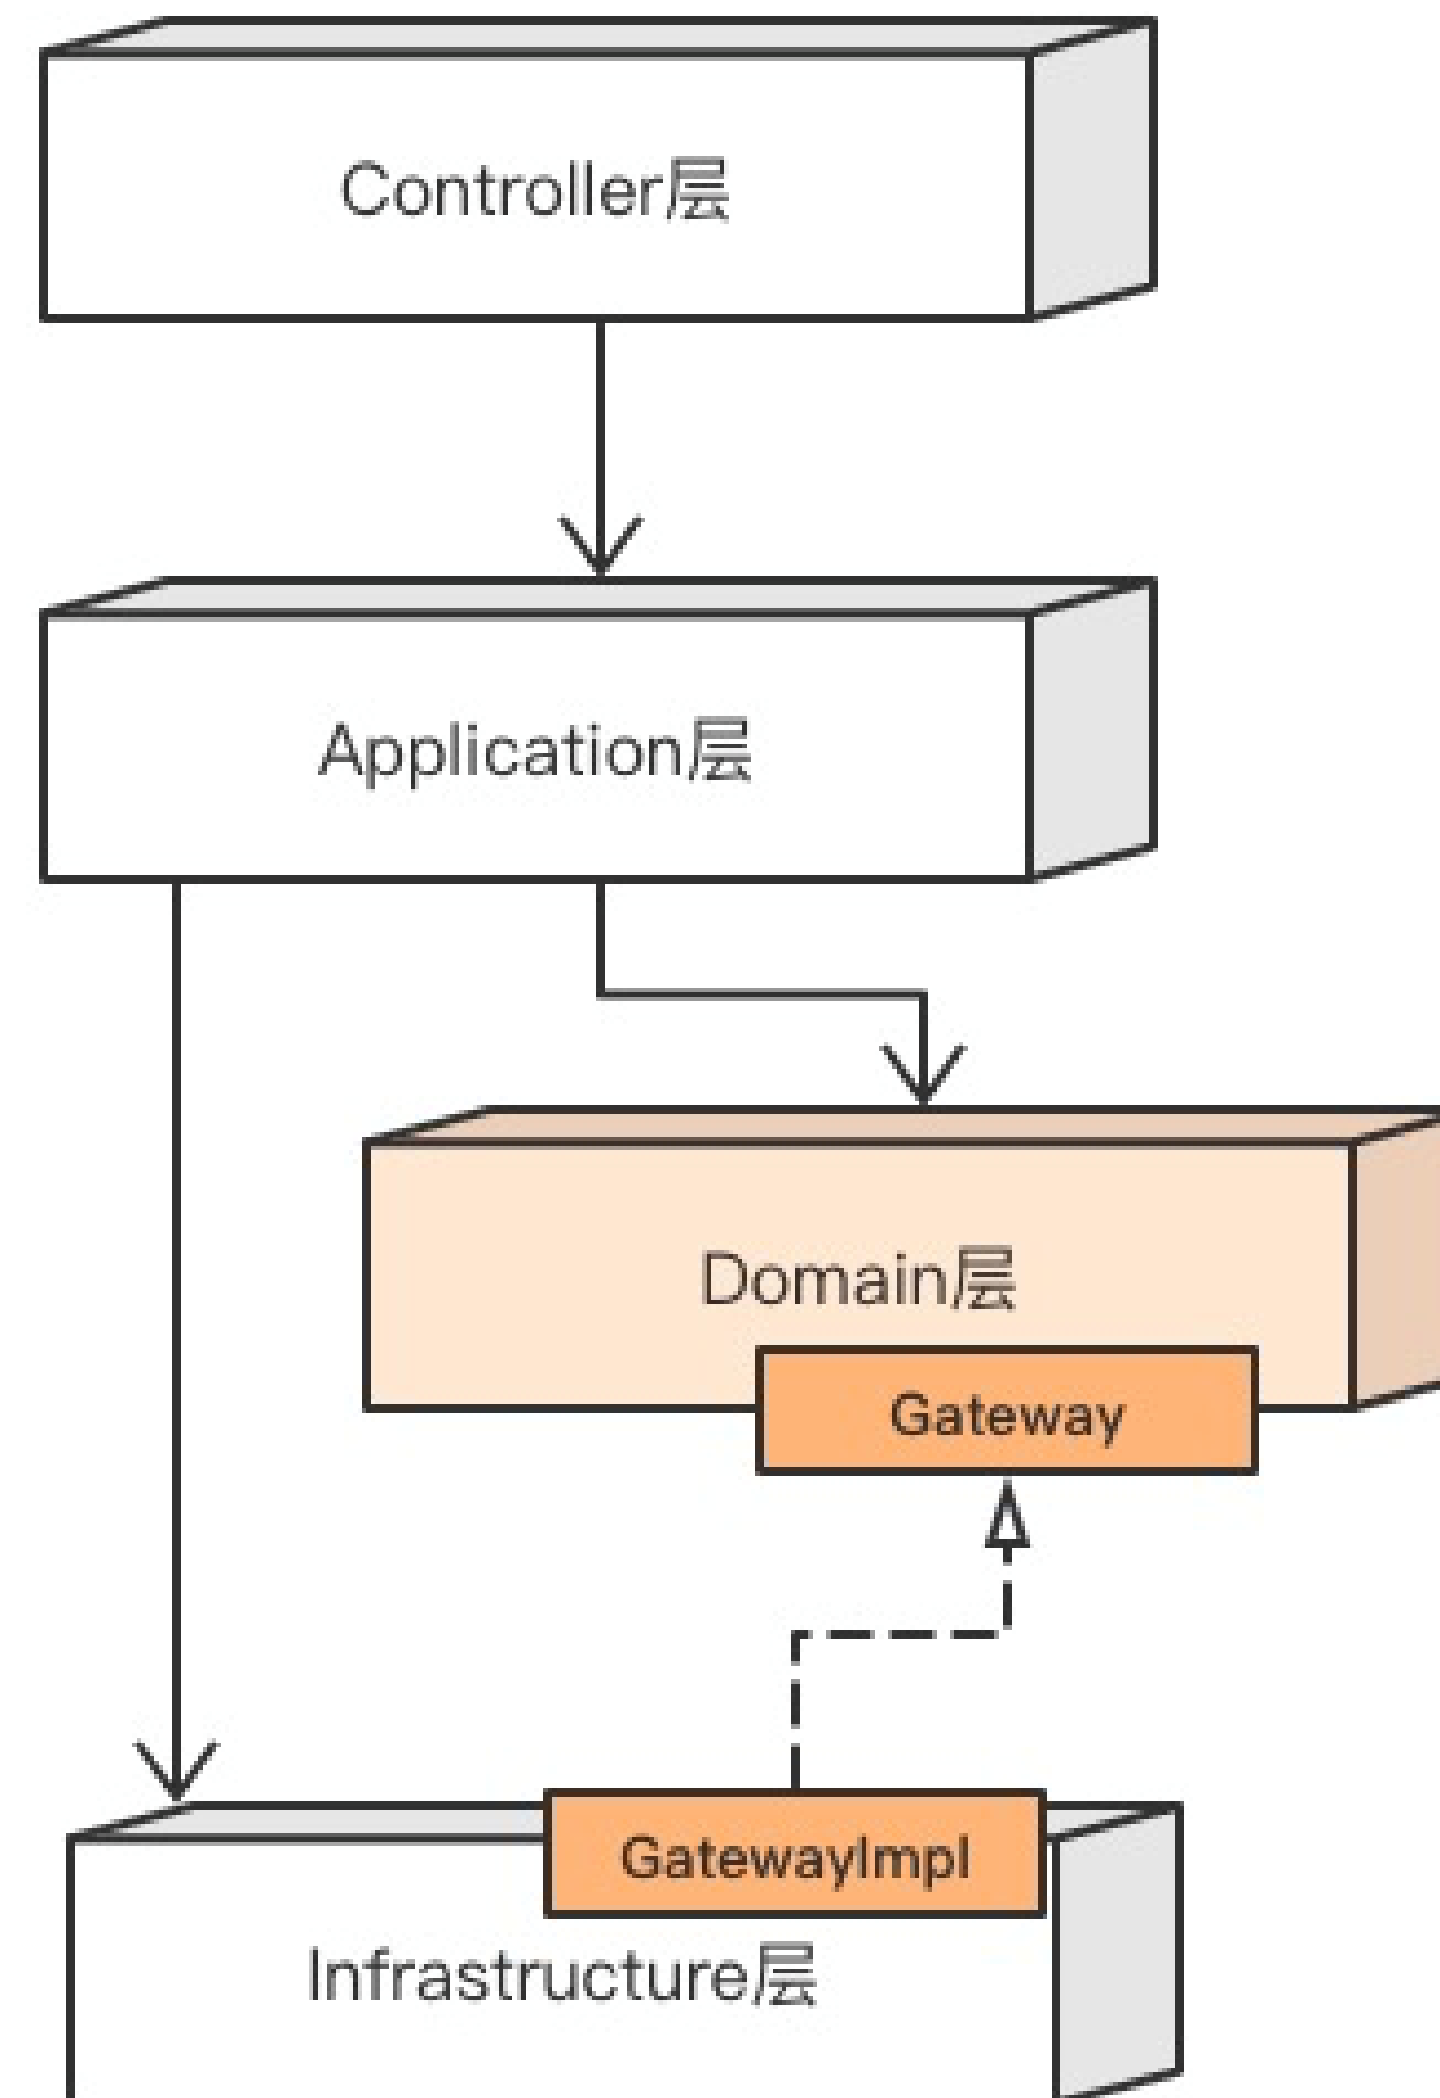 Controller层
Application层
Domain层
Gateway
GatewayImpl
Infrastructure层